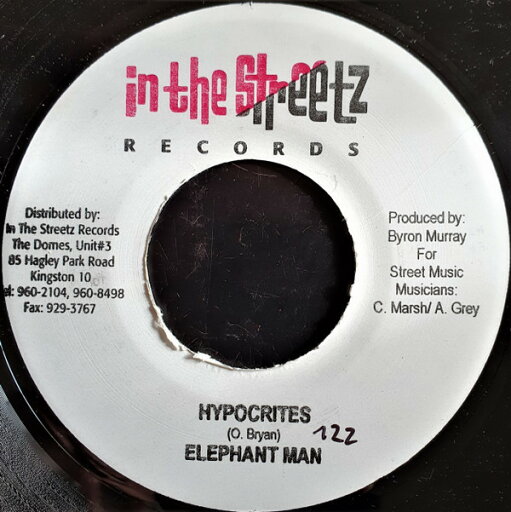 in the Streetz
RECORDS
Distributed by:
In The Streetz Records
The Domes, Unit#3
85 Hagley Park Road
Kingston 10
el: 960-2104, 960-8498
Fax: 929-3767
Produced by:
Byron Murray
For
Street Music
Musicians:
C. Marsh/ A. Grey
HYPOCRITES
(O. Bryan)
122
ELEPHANT MAN